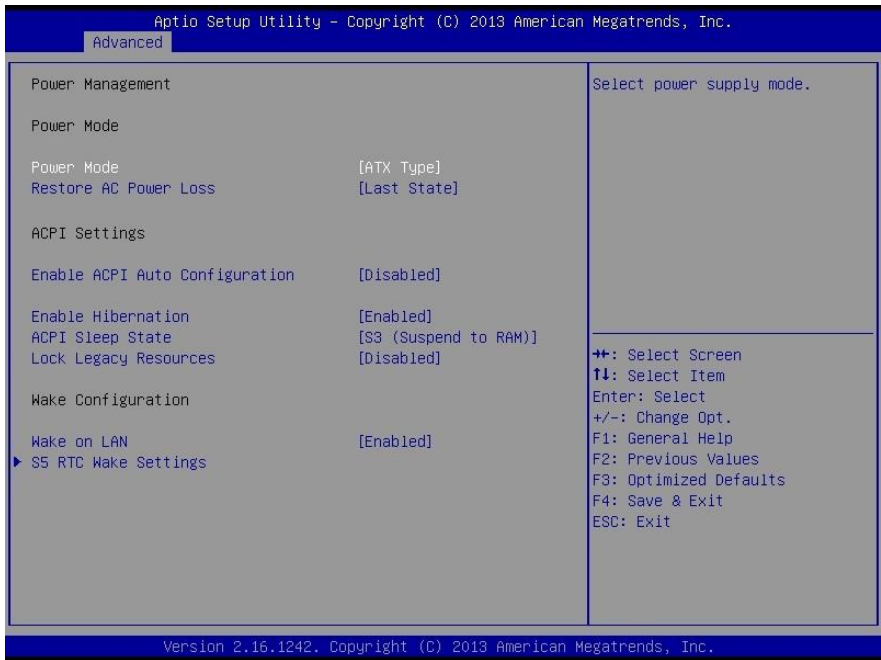 Aptio Setup Utility – Copyright (C) 2013 American Megatrends, Inc.
Advanced
Power Management
Power Mode
Power Mode [ATX Type]
Restore AC Power Loss [Last State]
ACPI Settings
Enable ACPI Auto Configuration [Disabled]
Enable Hibernation [Enabled]
ACPI Sleep State [S3 (Suspend to RAM)]
Lock Legacy Resources [Disabled]
Wake Configuration
Wake on LAN [Enabled]
S5 RTC Wake Settings
Select power supply mode.
→←: Select Screen
↑↓: Select Item
Enter: Select
+/-: Change Opt.
F1: General Help
F2: Previous Values
F3: Optimized Defaults
F4: Save & Exit
ESC: Exit
Version 2.16.1242. Copyright (C) 2013 American Megatrends, Inc.